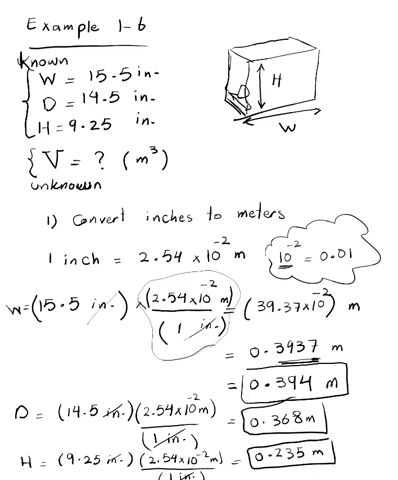 Example 1-6
known
W = 15.5 in.
D = 14.5 in.
H = 9.25 in.
V = ? (m³)
unknown
H
D
W
1) Convert inches to meters
1 inch = 2.54 × 10⁻² m
10⁻² = 0.01
W = (15.5 in.) × (2.54×10⁻² m)/(1 in.) = (39.37×10⁻²) m
= 0.3937 m
= 0.394 m
D = (14.5 in.) (2.54×10⁻² m)/(1 in.) = 0.368 m
H = (9.25 in.) (2.54×10⁻² m)/(1 in.) = 0.235 m